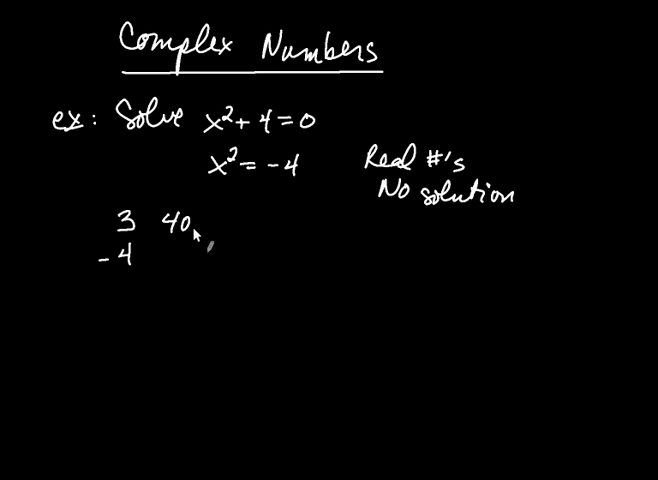 Complex Numbers
ex: Solve x²+4=0
x²=-4 Real #'s
No solution
3 40
-4